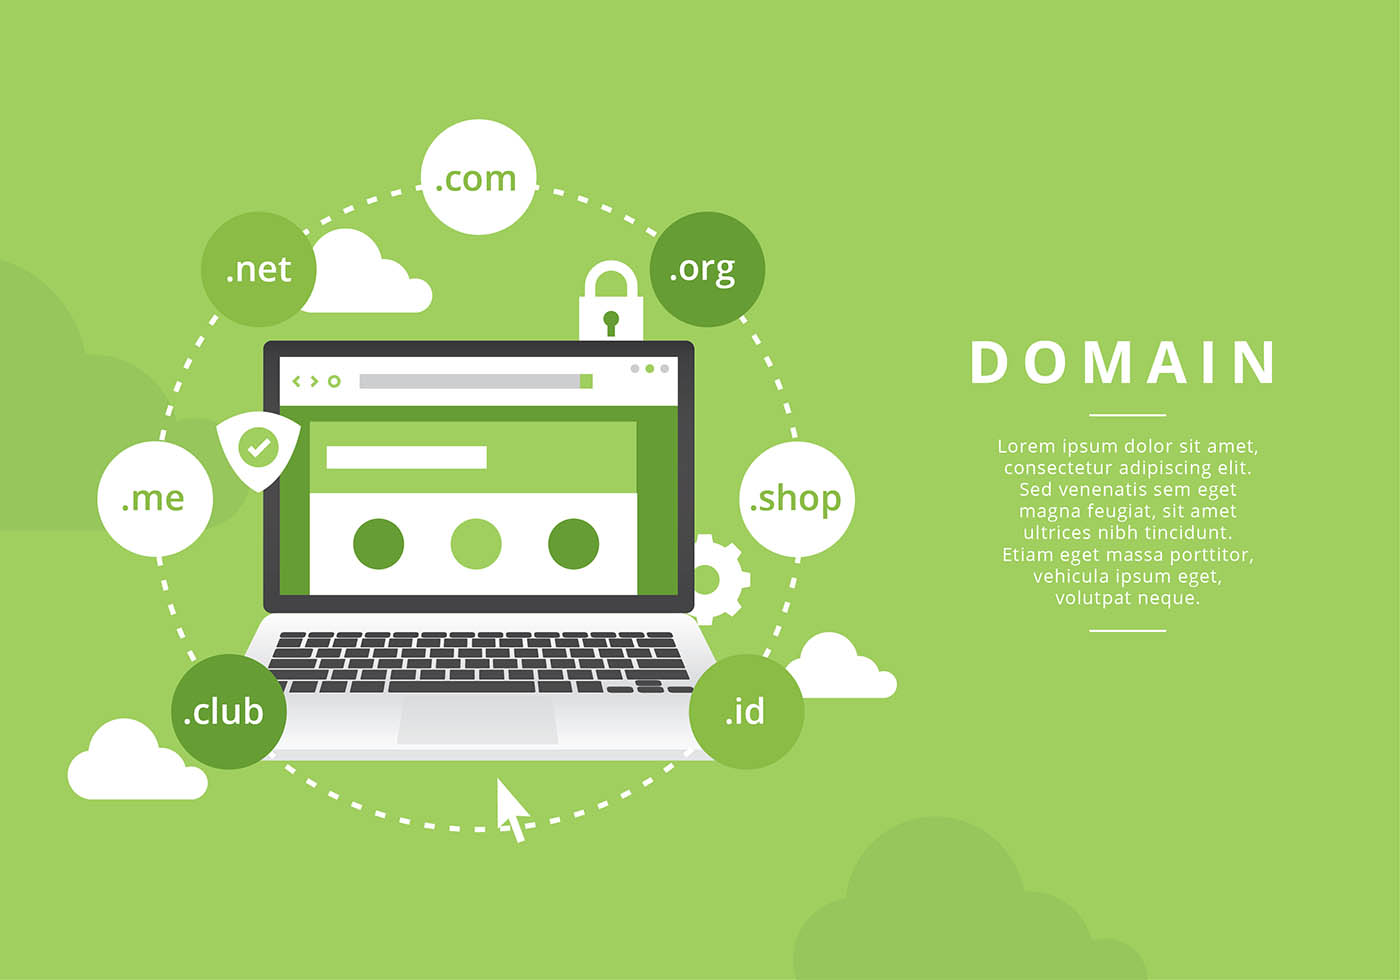 .com
.net
.org
.me
.shop
.club
.id
DOMAIN
Lorem ipsum dolor sit amet,
consectetur adipiscing elit.
Sed venenatis sem eget
magna feugiat, sit amet
ultrices nibh tincidunt.
Etiam eget massa porttitor,
vehicula ipsum eget,
volutpat neque.